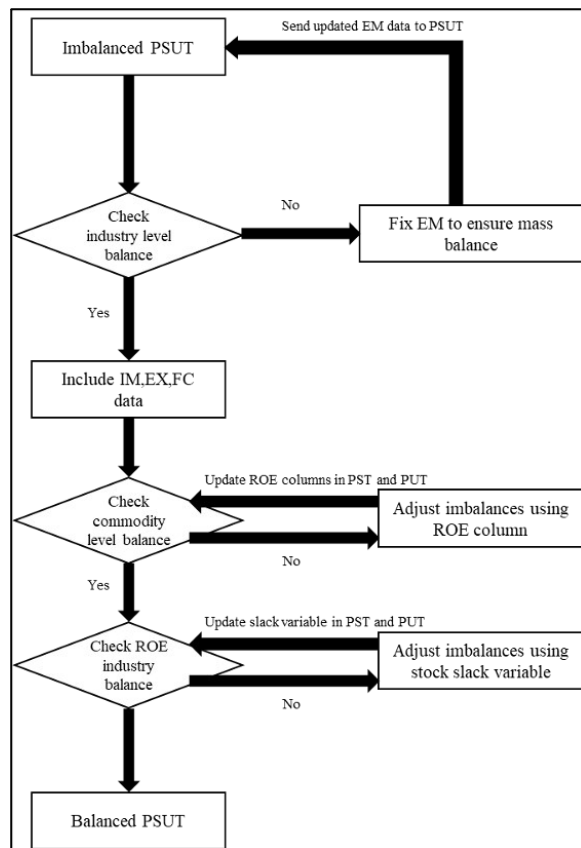 Send updated EM data to PSUT
Imbalanced PSUT
Check
industry level
balance
No
Fix EM to ensure mass
balance
Yes
Include IM,EX,FC
data
Update ROE columns in PST and PUT
Check
commodity
level balance
Adjust imbalances using
ROE column
No
Yes
Update slack variable in PST and PUT
Check ROE
industry
balance
Adjust imbalances using
stock slack variable
No
Balanced PSUT